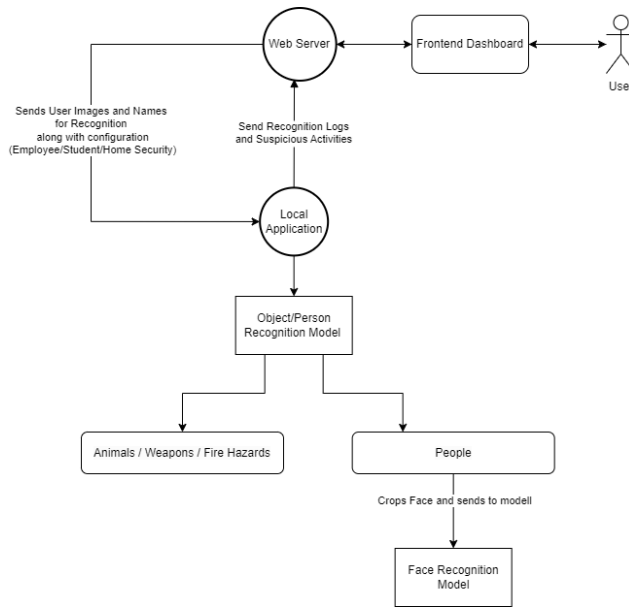 Web Server
Frontend Dashboard
Use
Sends User Images and Names
for Recognition
along with configuration
(Employee/Student/Home Security)
Send Recognition Logs
and Suspicious Activities
Local
Application
Object/Person
Recognition Model
Animals / Weapons / Fire Hazards
People
Crops Face and sends to modell
Face Recognition
Model